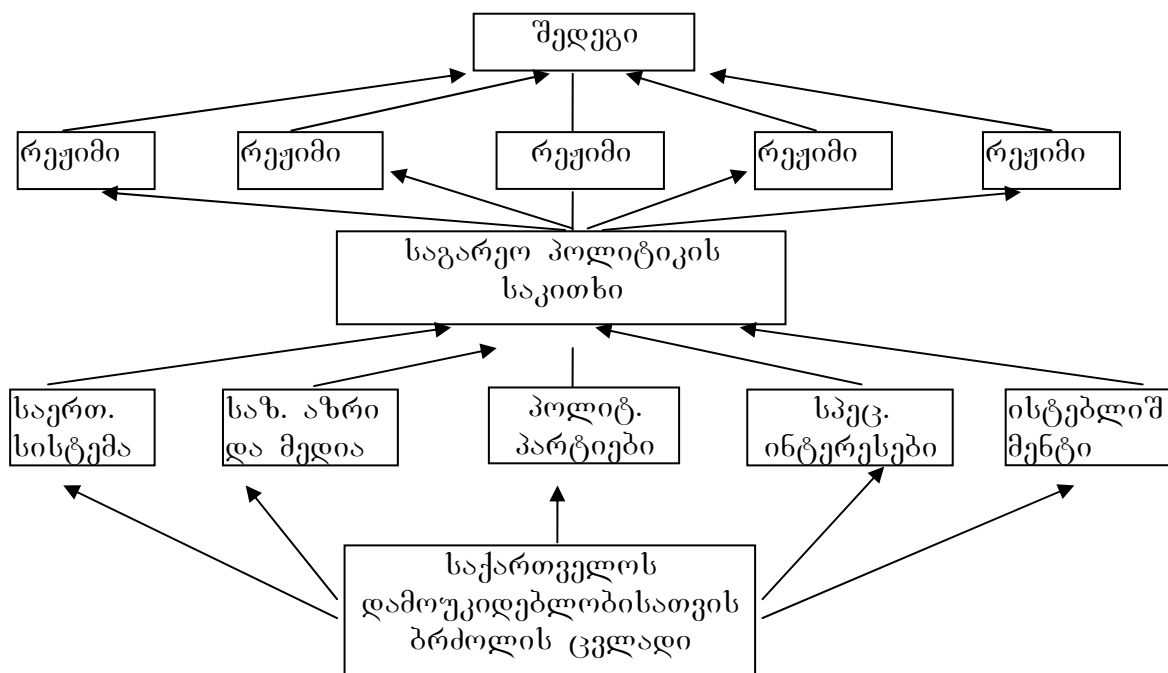 შედეგი
რეჟიმი
რეჟიმი
რეჟიმი
რეჟიმი
რეჟიმი
საგარეო პოლიტიკის
საკითხი
საერთ.
სისტემა
საზ. აზრი
და მედია
პოლიტ.
პარტიები
სპეც.
ინტერესები
ისტებლიშ
მენტი
საქართველოს
დამოუკიდებლობისათვის
ბრძოლის ცვლადი